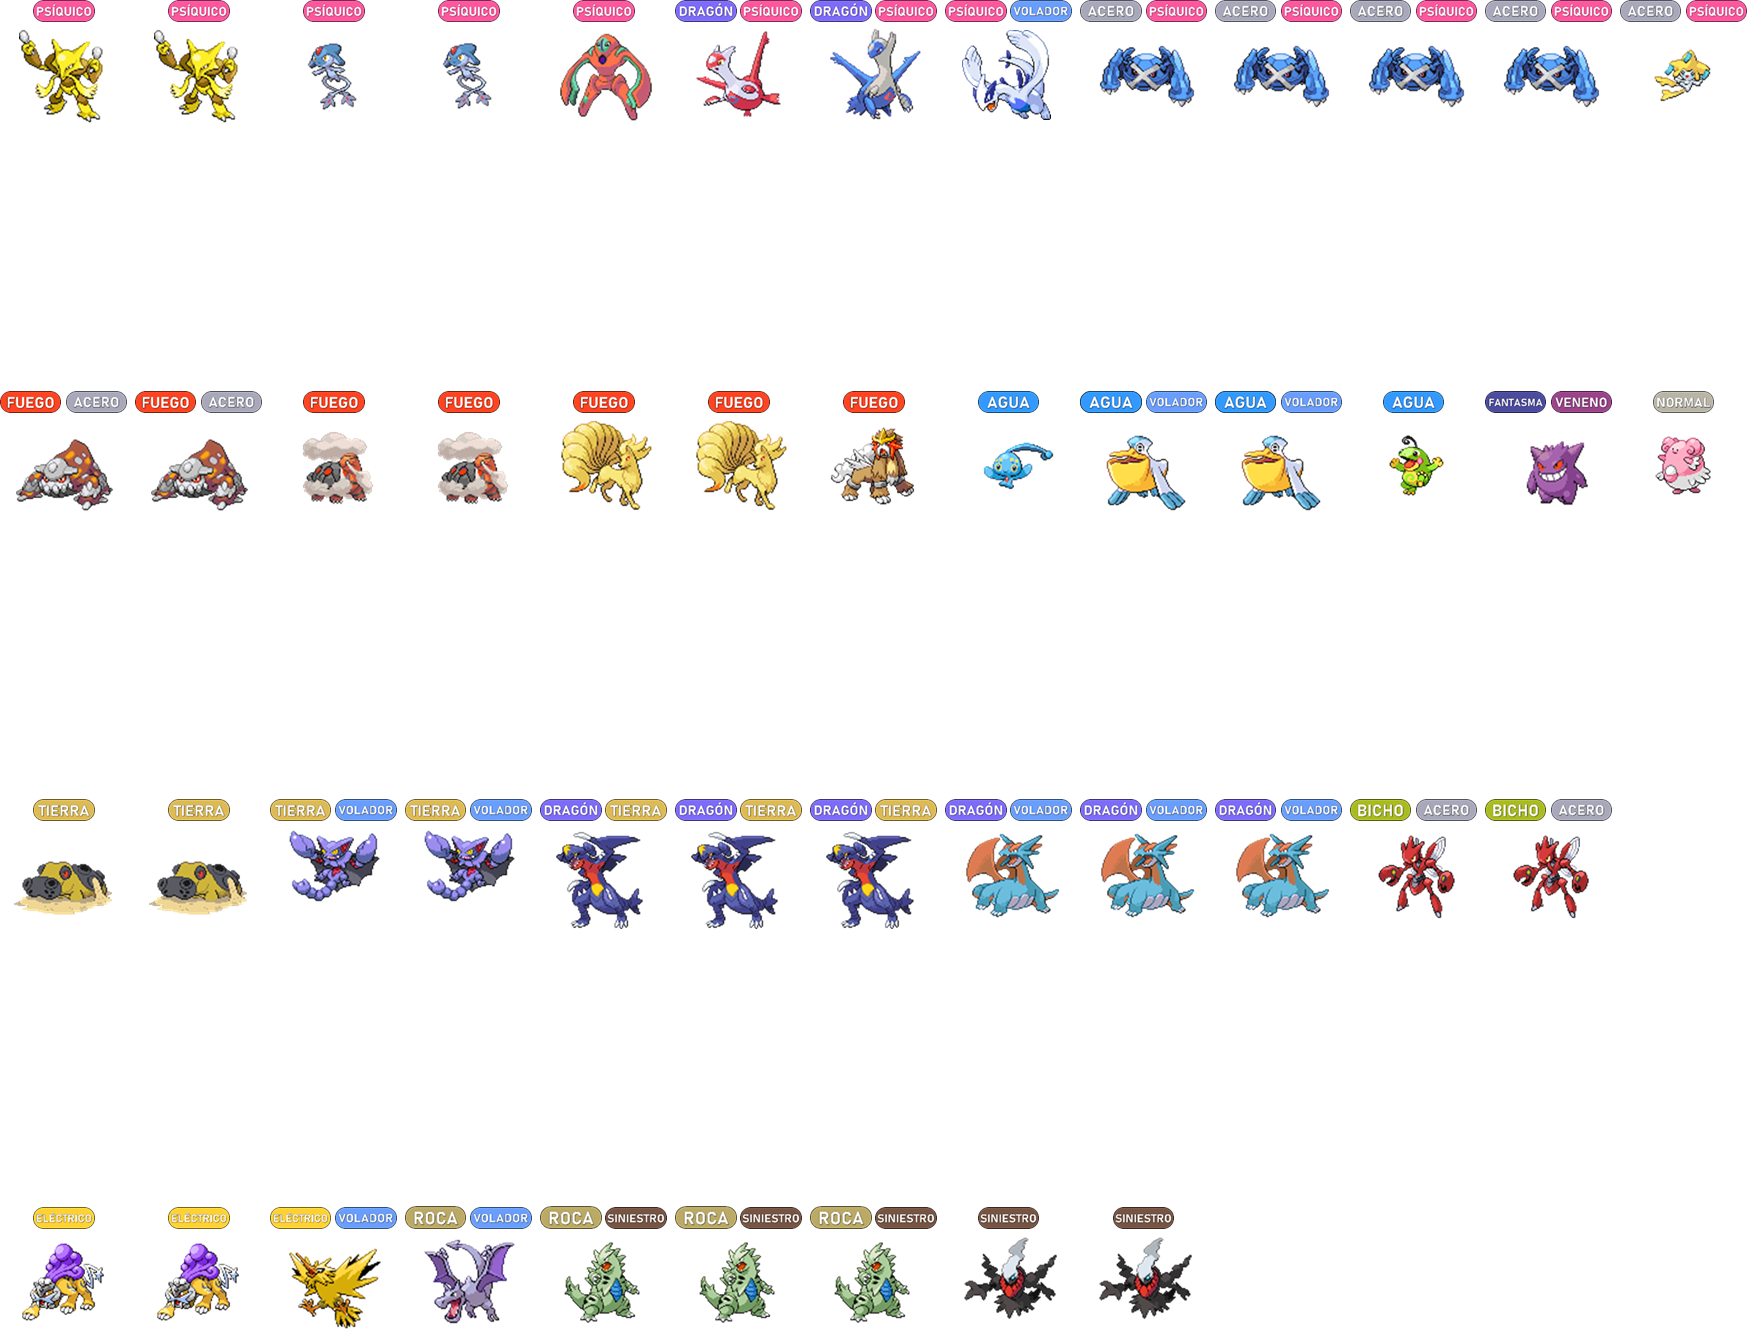 PSÍQUICO PSÍQUICO PSÍQUICO PSÍQUICO PSÍQUICO DRAGÓN PSÍQUICO DRAGÓN PSÍQUICO PSÍQUICO VOLADOR ACERO PSÍQUICO ACERO PSÍQUICO ACERO PSÍQUICO ACERO PSÍQUICO ACERO PSÍQUICO
FUEGO ACERO FUEGO ACERO FUEGO FUEGO FUEGO FUEGO FUEGO AGUA AGUA VOLADOR AGUA VOLADOR AGUA FANTASMA VENENO NORMAL
TIERRA TIERRA TIERRA VOLADOR TIERRA VOLADOR DRAGÓN TIERRA DRAGÓN TIERRA DRAGÓN TIERRA DRAGÓN VOLADOR DRAGÓN VOLADOR DRAGÓN VOLADOR BICHO ACERO BICHO ACERO
ELÉCTRICO ELÉCTRICO ELÉCTRICO VOLADOR ROCA VOLADOR ROCA SINIESTRO ROCA SINIESTRO ROCA SINIESTRO SINIESTRO SINIESTRO